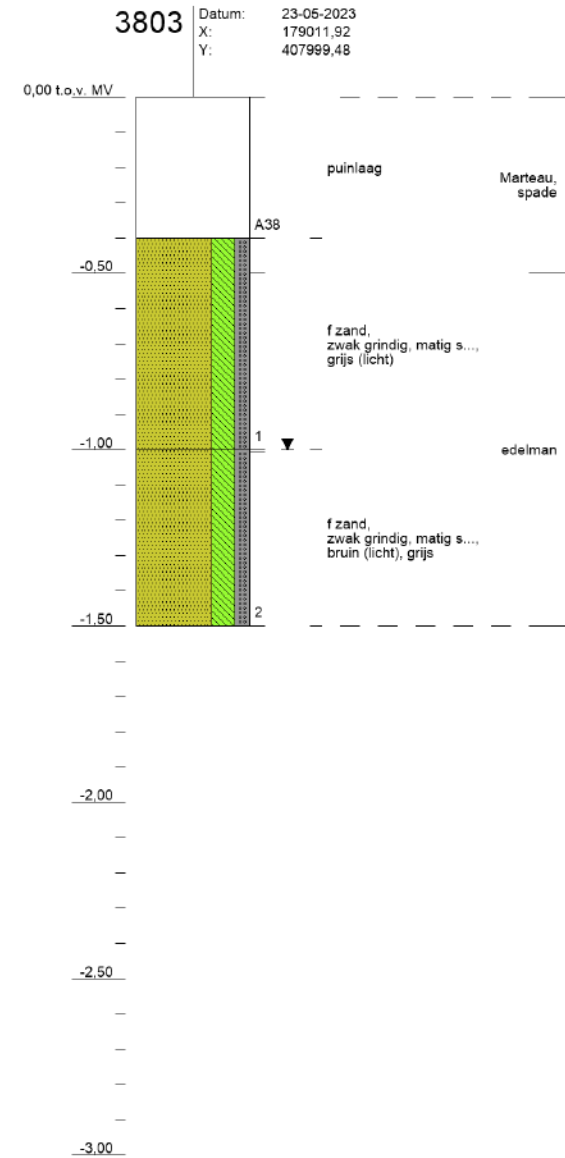 3803
Datum: 23-05-2023
X: 179011,92
Y: 407999,48
0,00 t.o.v. MV
puinlaag
Marteau,
spade
A38
-0,50
f zand,
zwak grindig, matig s...,
grijs (licht)
1
-1,00
edelman
f zand,
zwak grindig, matig s...,
bruin (licht), grijs
2
-1,50
-2,00
-2,50
-3,00